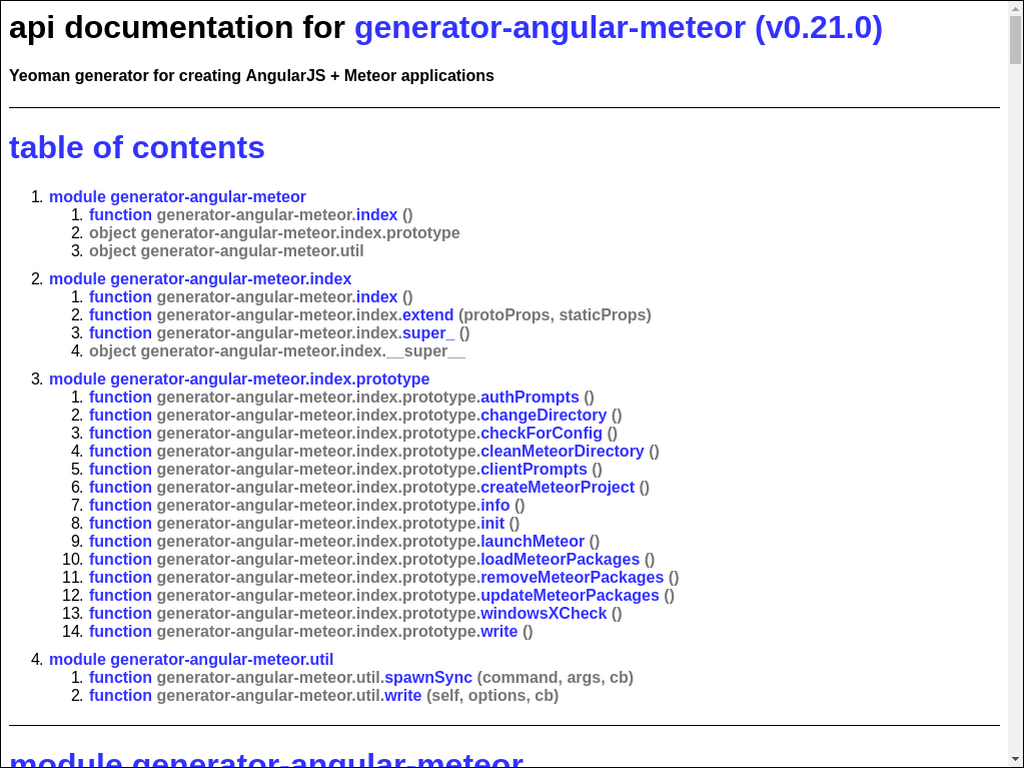 api documentation for generator-angular-meteor (v0.21.0)
Yeoman generator for creating AngularJS + Meteor applications
table of contents
1. module generator-angular-meteor
1. function generator-angular-meteor.index ()
2. object generator-angular-meteor.index.prototype
3. object generator-angular-meteor.util
2. module generator-angular-meteor.index
1. function generator-angular-meteor.index ()
2. function generator-angular-meteor.index.extend (protoProps, staticProps)
3. function generator-angular-meteor.index.super_ ()
4. object generator-angular-meteor.index.__super__
3. module generator-angular-meteor.index.prototype
1. function generator-angular-meteor.index.prototype.authPrompts ()
2. function generator-angular-meteor.index.prototype.changeDirectory ()
3. function generator-angular-meteor.index.prototype.checkForConfig ()
4. function generator-angular-meteor.index.prototype.cleanMeteorDirectory ()
5. function generator-angular-meteor.index.prototype.clientPrompts ()
6. function generator-angular-meteor.index.prototype.createMeteorProject ()
7. function generator-angular-meteor.index.prototype.info ()
8. function generator-angular-meteor.index.prototype.init ()
9. function generator-angular-meteor.index.prototype.launchMeteor ()
10. function generator-angular-meteor.index.prototype.loadMeteorPackages ()
11. function generator-angular-meteor.index.prototype.removeMeteorPackages ()
12. function generator-angular-meteor.index.prototype.updateMeteorPackages ()
13. function generator-angular-meteor.index.prototype.windowsXCheck ()
14. function generator-angular-meteor.index.prototype.write ()
4. module generator-angular-meteor.util
1. function generator-angular-meteor.util.spawnSync (command, args, cb)
2. function generator-angular-meteor.util.write (self, options, cb)
module generator-angular-meteor